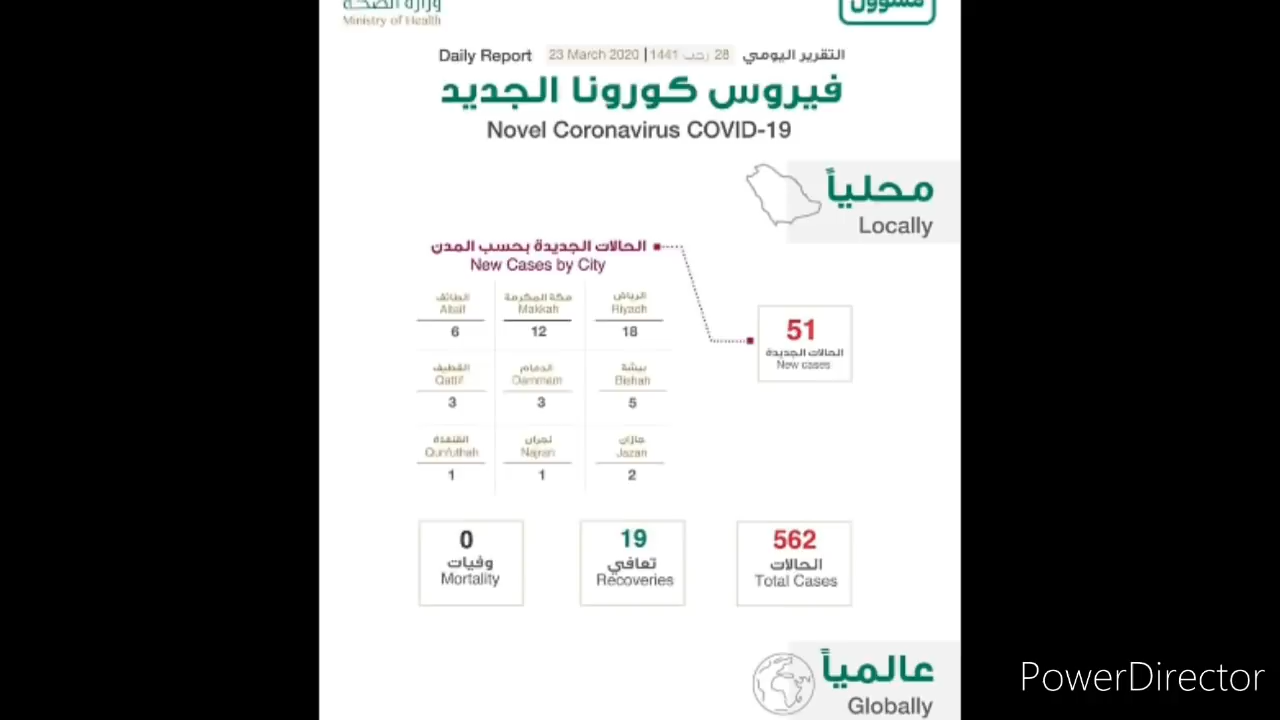 وزارة الصحة
Ministry of Health
مسؤول
Daily Report 23 March 2020 | 28 رجب 1441 التقرير اليومي
فيروس كورونا الجديد
Novel Coronavirus COVID-19
محلياً
Locally
الحالات الجديدة بحسب المدن
New Cases by City
الطائف مكة المكرمة الرياض
Altaif Makkah Riyadh
6 12 18
القطيف الدمام بيشة
Qattif Dammam Bishah
3 3 5
القنفذة نجران جازان
Qunfuthah Najran Jazan
1 1 2
51
الحالات الجديدة
New cases
0 19 562
وفيات تعافي الحالات
Mortality Recoveries Total Cases
عالمياً
Globally
PowerDirector